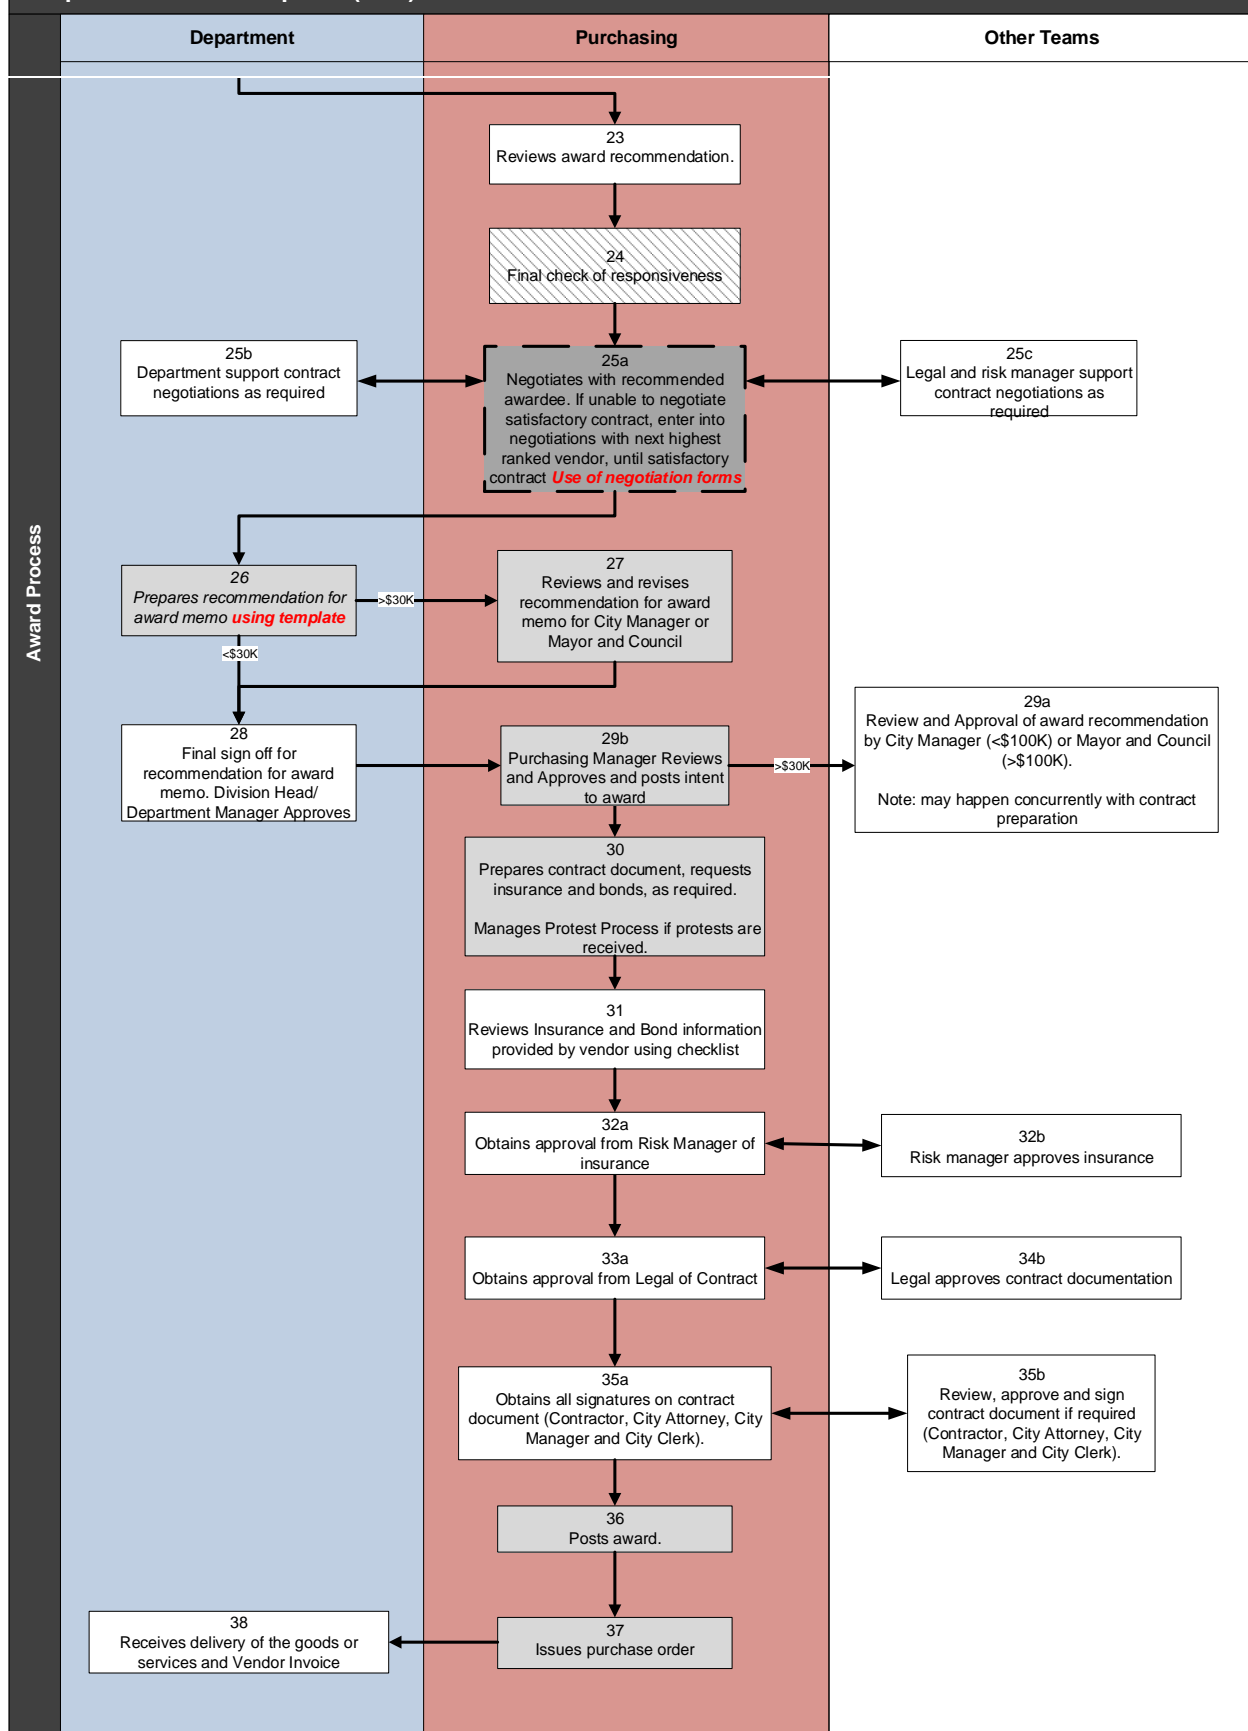 Department
Purchasing
Other Teams
Award Process
23
Reviews award recommendation.
24
Final check of responsiveness
25b
Department support contract
negotiations as required
25a
Negotiates with recommended
awardee. If unable to negotiate
satisfactory contract, enter into
negotiations with next highest
ranked vendor, until satisfactory
contract Use of negotiation forms
25c
Legal and risk manager support
contract negotiations as
required
26
Prepares recommendation for
award memo using template
>$30K
<$30K
27
Reviews and revises
recommendation for award
memo for City Manager or
Mayor and Council
28
Final sign off for
recommendation for award
memo. Division Head/
Department Manager Approves
29b
Purchasing Manager Reviews
and Approves and posts intent
to award
>$30K
29a
Review and Approval of award recommendation
by City Manager (<$100K) or Mayor and Council
(>$100K).
Note: may happen concurrently with contract
preparation
30
Prepares contract document, requests
insurance and bonds, as required.
Manages Protest Process if protests are
received.
31
Reviews Insurance and Bond information
provided by vendor using checklist
32a
Obtains approval from Risk Manager of
insurance
32b
Risk manager approves insurance
33a
Obtains approval from Legal of Contract
34b
Legal approves contract documentation
35a
Obtains all signatures on contract
document (Contractor, City Attorney, City
Manager and City Clerk).
35b
Review, approve and sign
contract document if required
(Contractor, City Attorney, City
Manager and City Clerk).
36
Posts award.
37
Issues purchase order
38
Receives delivery of the goods or
services and Vendor Invoice